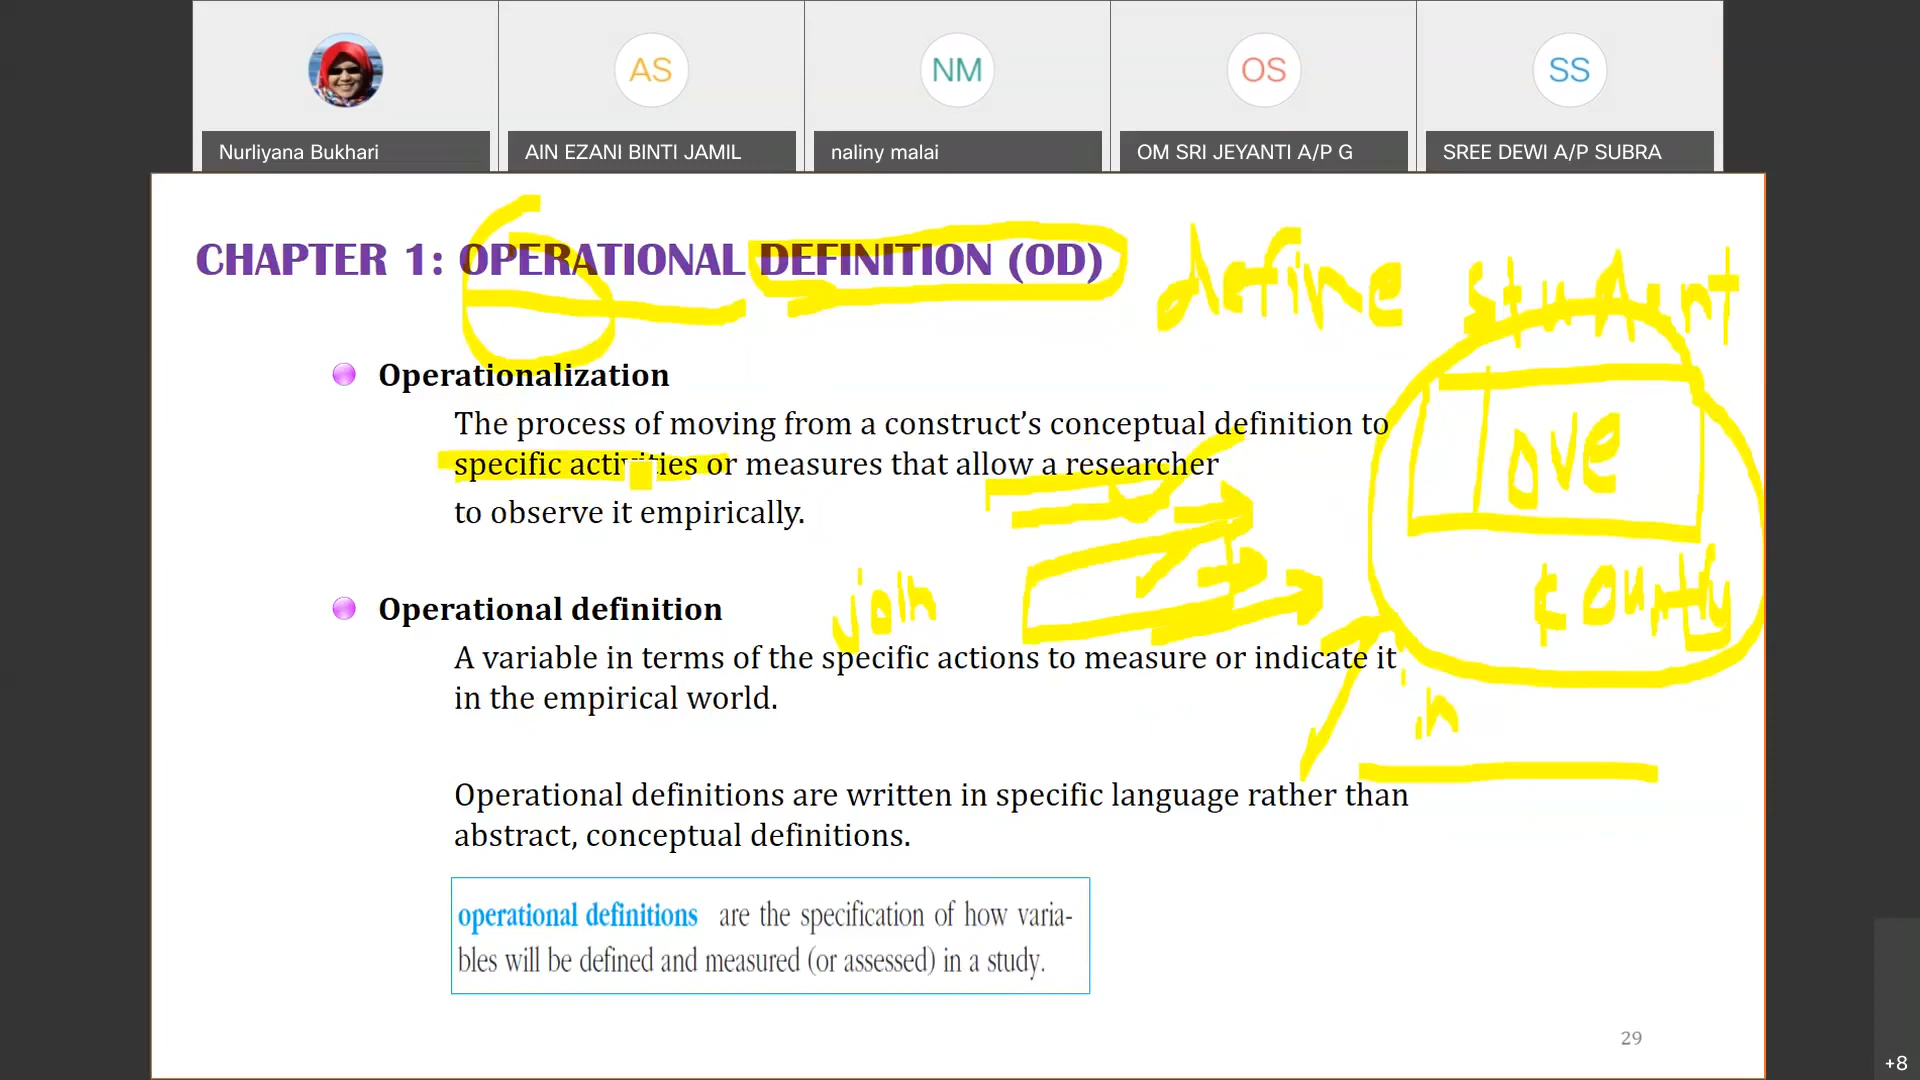 AS
NM
OS
SS
Nurliyana Bukhari
AIN EZANI BINTI JAMIL
naliny malai
OM SRI JEYANTI A/P G
SREE DEWI A/P SUBRA
CHAPTER 1: OPERATIONAL DEFINITION (OD)
define student
Operationalization
The process of moving from a construct's conceptual definition to
specific activities or measures that allow a researcher
to observe it empirically.
love
country
join
Operational definition
A variable in terms of the specific actions to measure or indicate it
in the empirical world.
in
Operational definitions are written in specific language rather than
abstract, conceptual definitions.
operational definitions are the specification of how varia-
bles will be defined and measured (or assessed) in a study.
29
+8